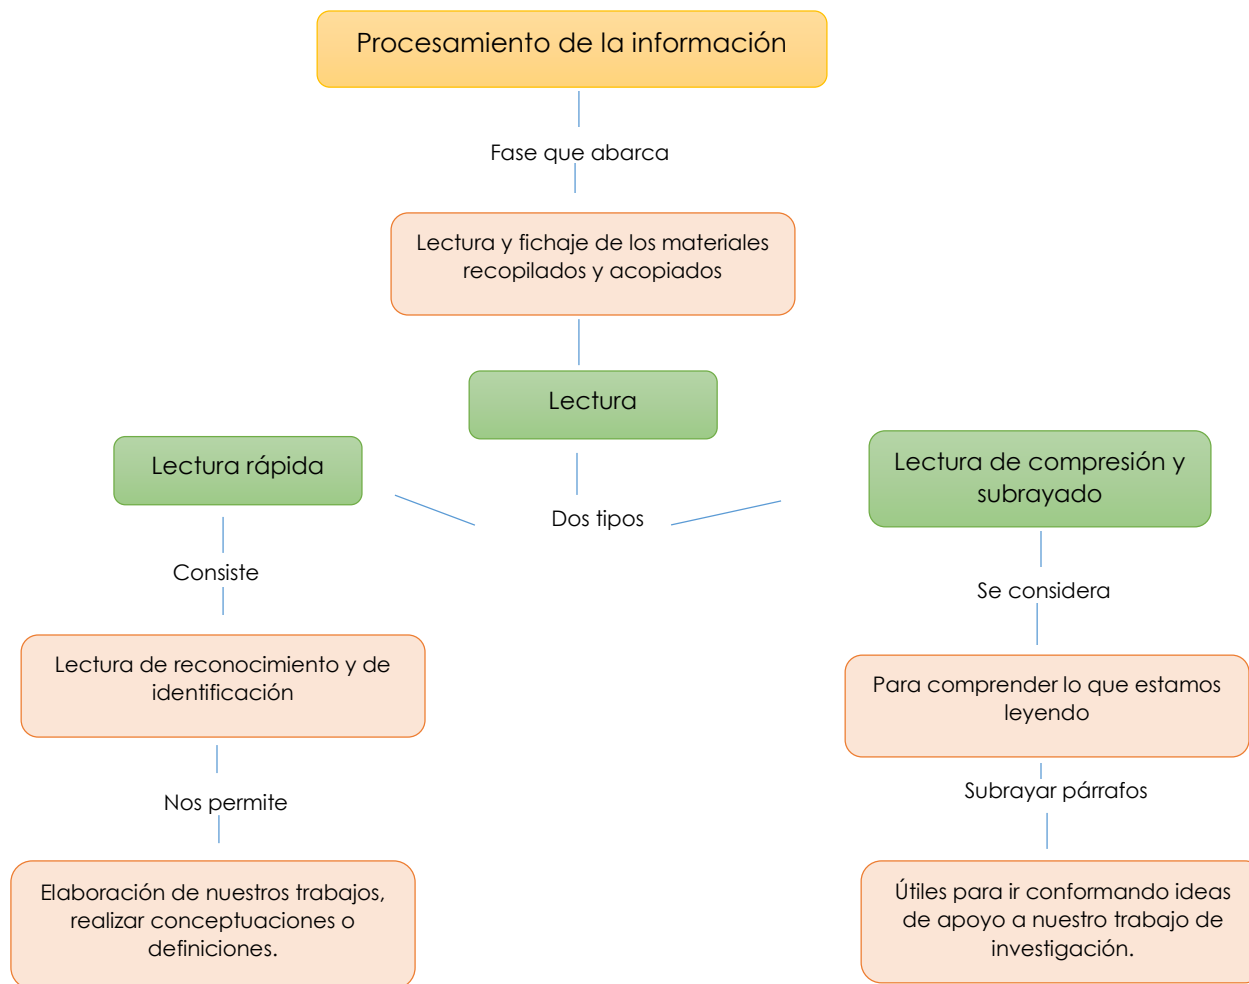 Procesamiento de la información
Fase que abarca
Lectura y fichaje de los materiales
recopilados y acopiados
Lectura
Lectura rápida
Lectura de compresión y
subrayado
Dos tipos
Consiste
Se considera
Lectura de reconocimiento y de
identificación
Para comprender lo que estamos
leyendo
Nos permite
Subrayar párrafos
Elaboración de nuestros trabajos,
realizar conceptuaciones o
definiciones.
Útiles para ir conformando ideas
de apoyo a nuestro trabajo de
investigación.